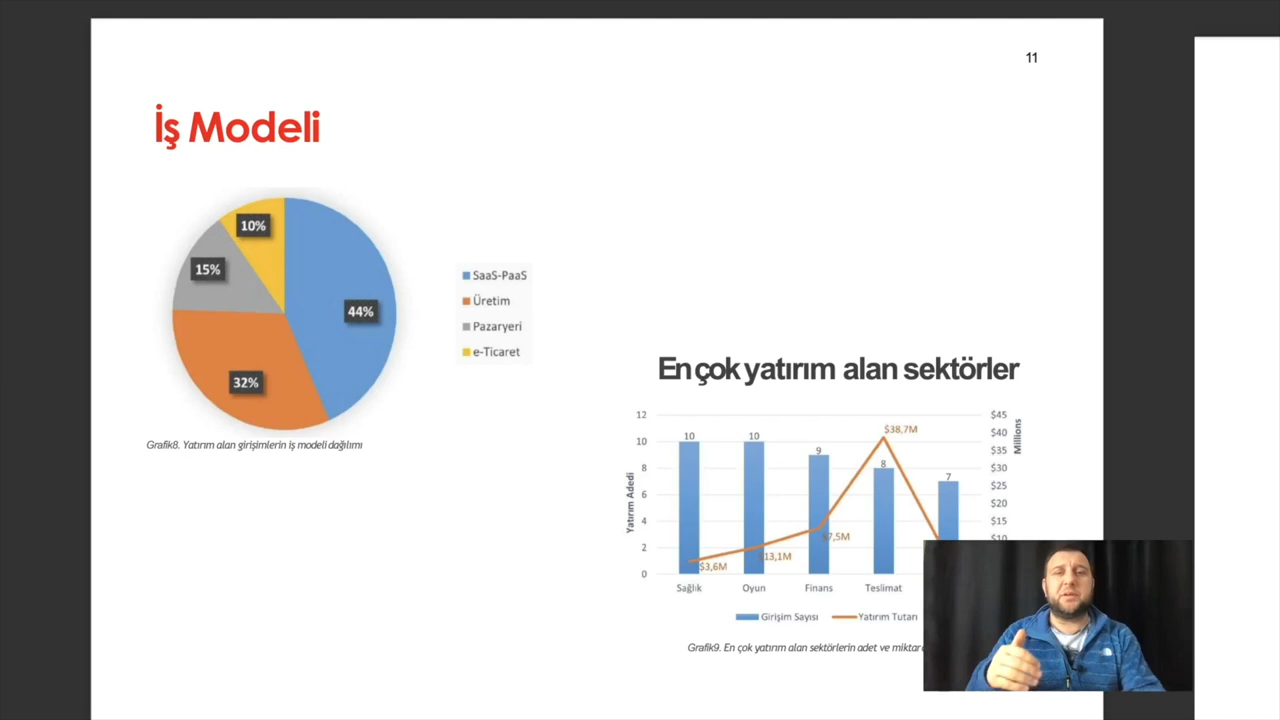 11
İş Modeli
10%
15%
44%
32%
SaaS-PaaS
Üretim
Pazaryeri
e-Ticaret
Grafik8. Yatırım alan girişimlerin iş modeli dağılımı
En çok yatırım alan sektörler
12
10
8
6
4
2
0
Yatırım Adedi
10
10
9
8
7
$3,6M
13,1M
7,5M
$38,7M
$45
$40
$35
$30
$25
$20
$15
$10
Millions
Sağlık
Oyun
Finans
Teslimat
Girişim Sayısı
Yatırım Tutarı
Grafik9. En çok yatırım alan sektörlerin adet ve miktar